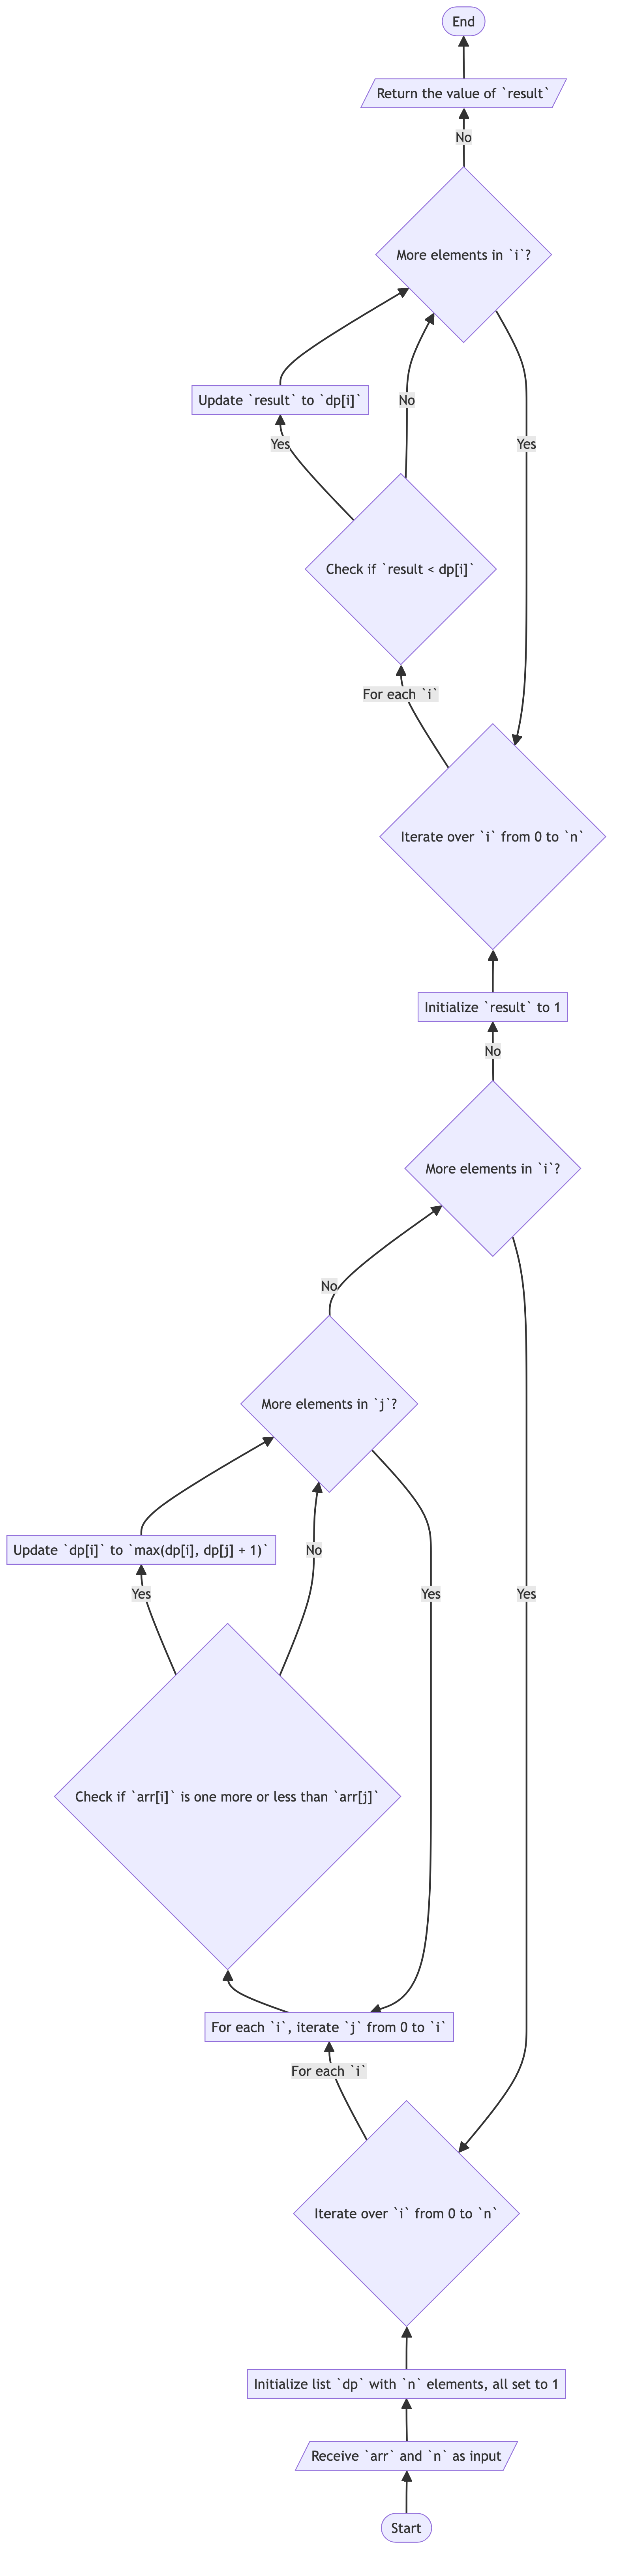 End
Return the value of `result`
No
More elements in `i`?
Update `result` to `dp[i]`
No
Yes
Yes
Check if `result < dp[i]`
For each `i`
Iterate over `i` from 0 to `n`
Initialize `result` to 1
No
More elements in `i`?
No
More elements in `j`?
Update `dp[i]` to `max(dp[i], dp[j] + 1)`
No
Yes
Yes
Yes
Check if `arr[i]` is one more or less than `arr[j]`
For each `i`, iterate `j` from 0 to `i`
For each `i`
Iterate over `i` from 0 to `n`
Initialize list `dp` with `n` elements, all set to 1
Receive `arr` and `n` as input
Start